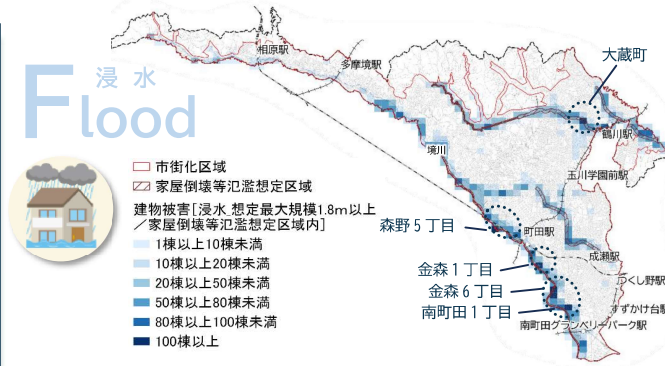 浸水
Flood
市街化区域
家屋倒壊等氾濫想定区域
建物被害[浸水 想定最大規模1.8m以上
／家屋倒壊等氾濫想定区域内]
1棟以上10棟未満
10棟以上20棟未満
20棟以上50棟未満
50棟以上80棟未満
80棟以上100棟未満
100棟以上
相原駅
多摩境駅
大蔵町
鶴川駅
境川
玉川学園前駅
森野5丁目
町田駅
成瀬駅
金森1丁目
つくし野駅
金森6丁目
すずかけ台駅
南町田1丁目
南町田グランベリーパーク駅